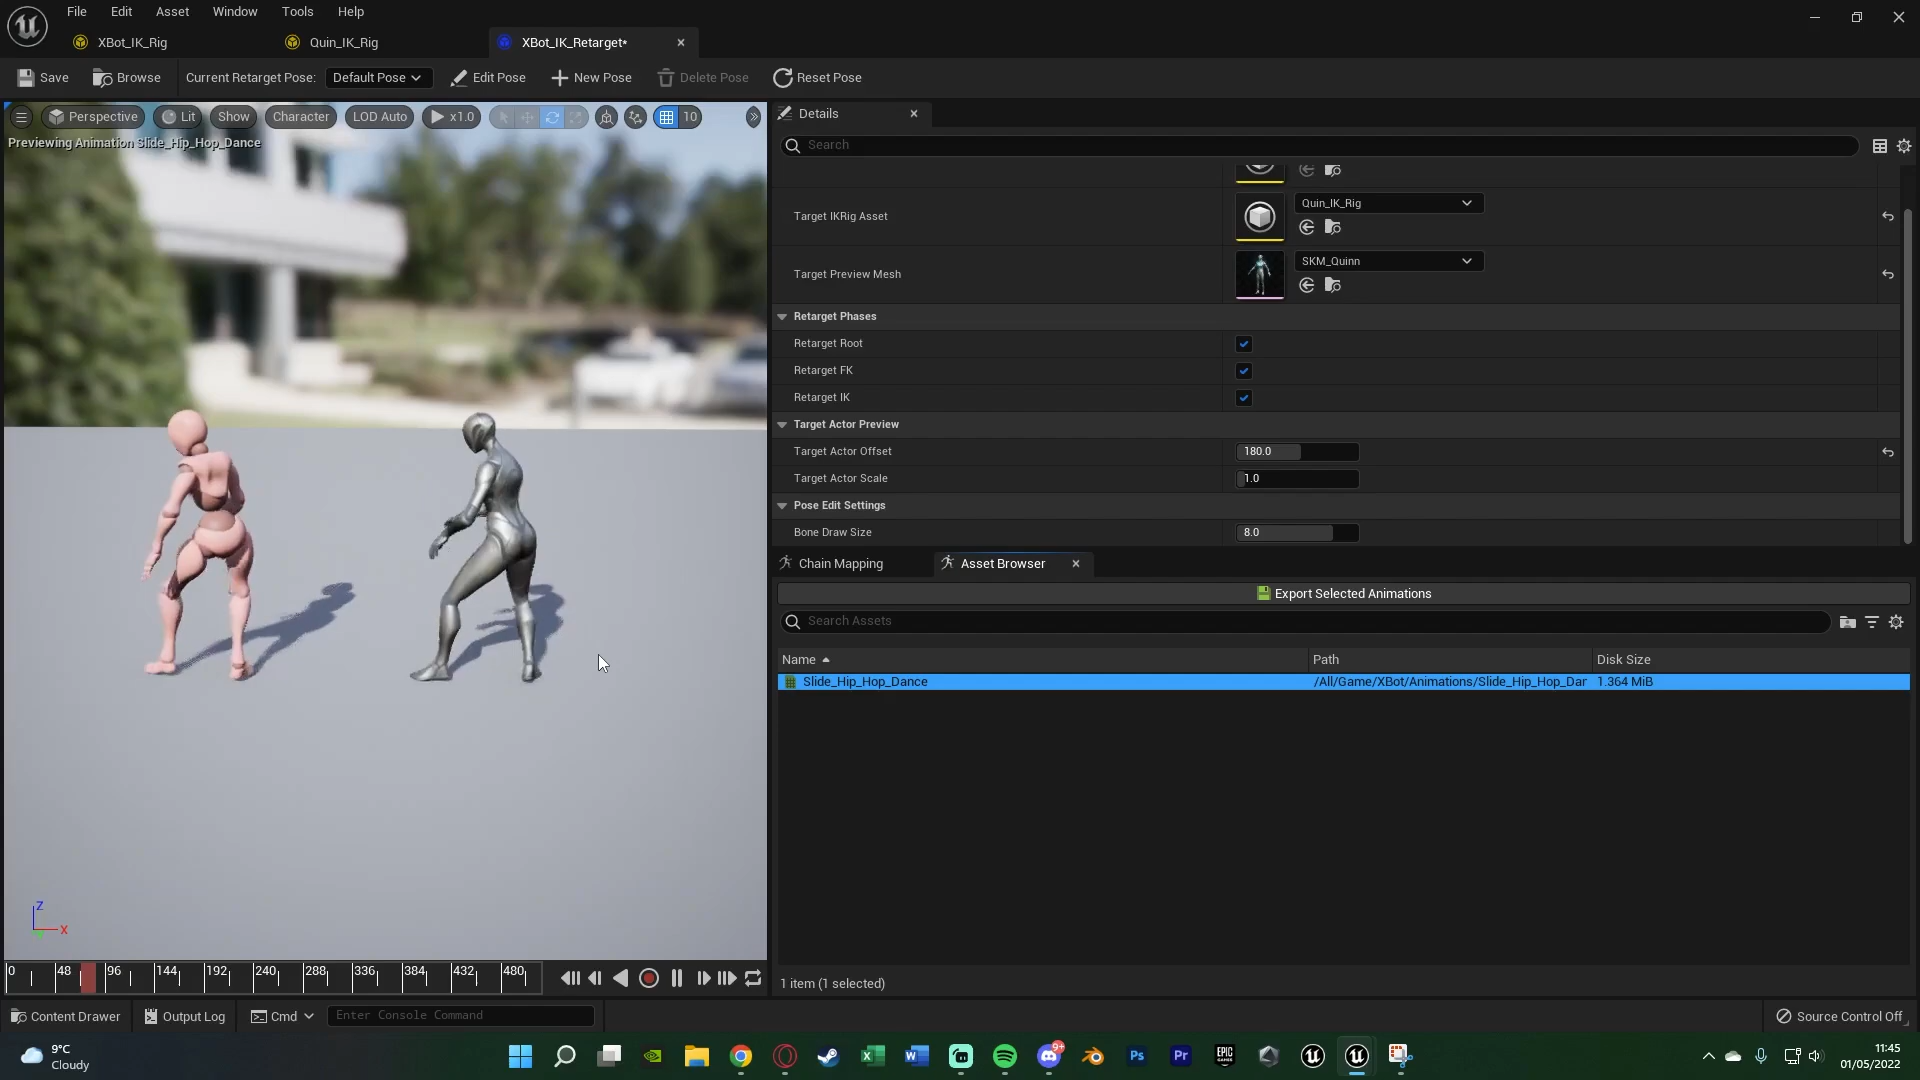 File Edit Asset Window Tools Help
XBot_IK_Rig Quin_IK_Rig XBot_IK_Retarget*
Save Browse Current Retarget Pose: Default Pose Edit Pose New Pose Delete Pose Reset Pose
Perspective Lit Show Character LOD Auto x1.0 10
Previewing Animation Slide_Hip_Hop_Dance
Details
Search
Target IKRig Asset Quin_IK_Rig
Target Preview Mesh SKM_Quinn
Retarget Phases
Retarget Root
Retarget FK
Retarget IK
Target Actor Preview
Target Actor Offset 180.0
Target Actor Scale 1.0
Pose Edit Settings
Bone Draw Size 8.0
Chain Mapping Asset Browser
Export Selected Animations
Search Assets
Name Path Disk Size
Slide_Hip_Hop_Dance /All/Game/XBot/Animations/Slide_Hip_Hop_Dar 1.364 MiB
Z
X
0 48 96 144 192 240 288 336 384 432 480
1 item (1 selected)
Content Drawer Output Log Cmd Enter Console Command Source Control Off
9°C
Cloudy
9+
Ps Pr EPIC GAMES
11:45
01/05/2022